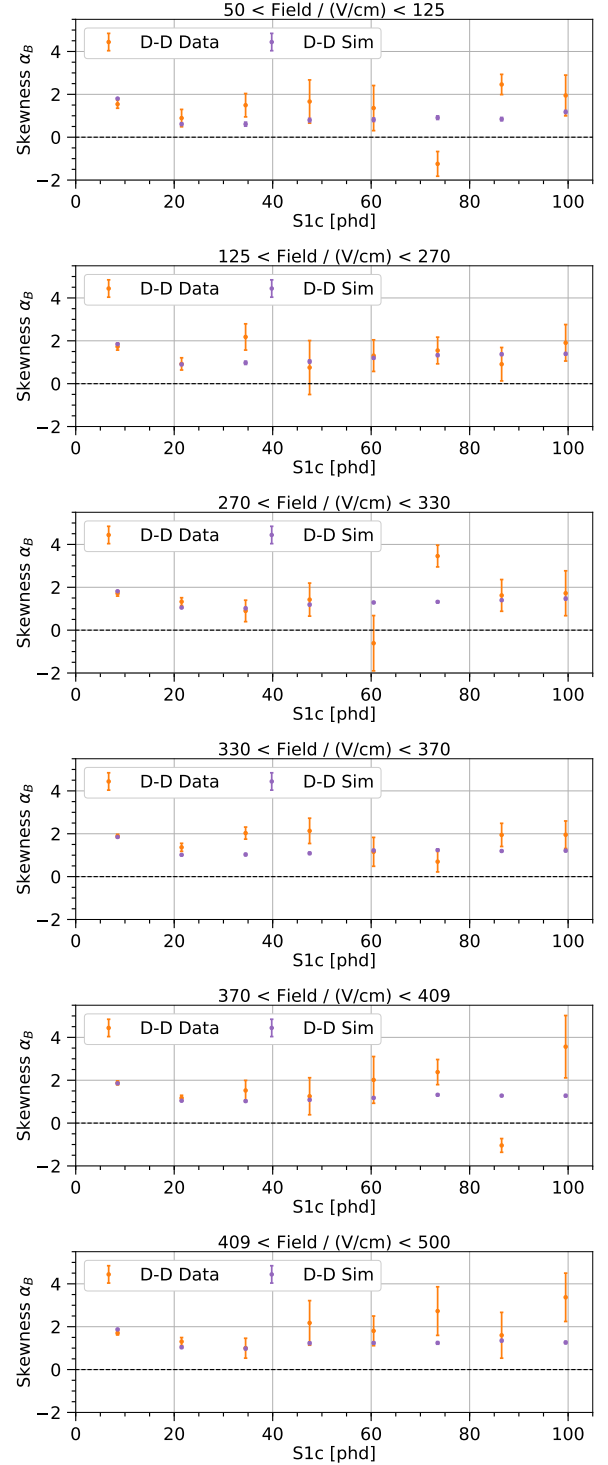 50 < Field / (V/cm) < 125
D-D Data D-D Sim
Skewness α_B
4
2
0
−2
0 20 40 60 80 100
S1c [phd]
125 < Field / (V/cm) < 270
D-D Data D-D Sim
Skewness α_B
4
2
0
−2
0 20 40 60 80 100
S1c [phd]
270 < Field / (V/cm) < 330
D-D Data D-D Sim
Skewness α_B
4
2
0
−2
0 20 40 60 80 100
S1c [phd]
330 < Field / (V/cm) < 370
D-D Data D-D Sim
Skewness α_B
4
2
0
−2
0 20 40 60 80 100
S1c [phd]
370 < Field / (V/cm) < 409
D-D Data D-D Sim
Skewness α_B
4
2
0
−2
0 20 40 60 80 100
S1c [phd]
409 < Field / (V/cm) < 500
D-D Data D-D Sim
Skewness α_B
4
2
0
−2
0 20 40 60 80 100
S1c [phd]